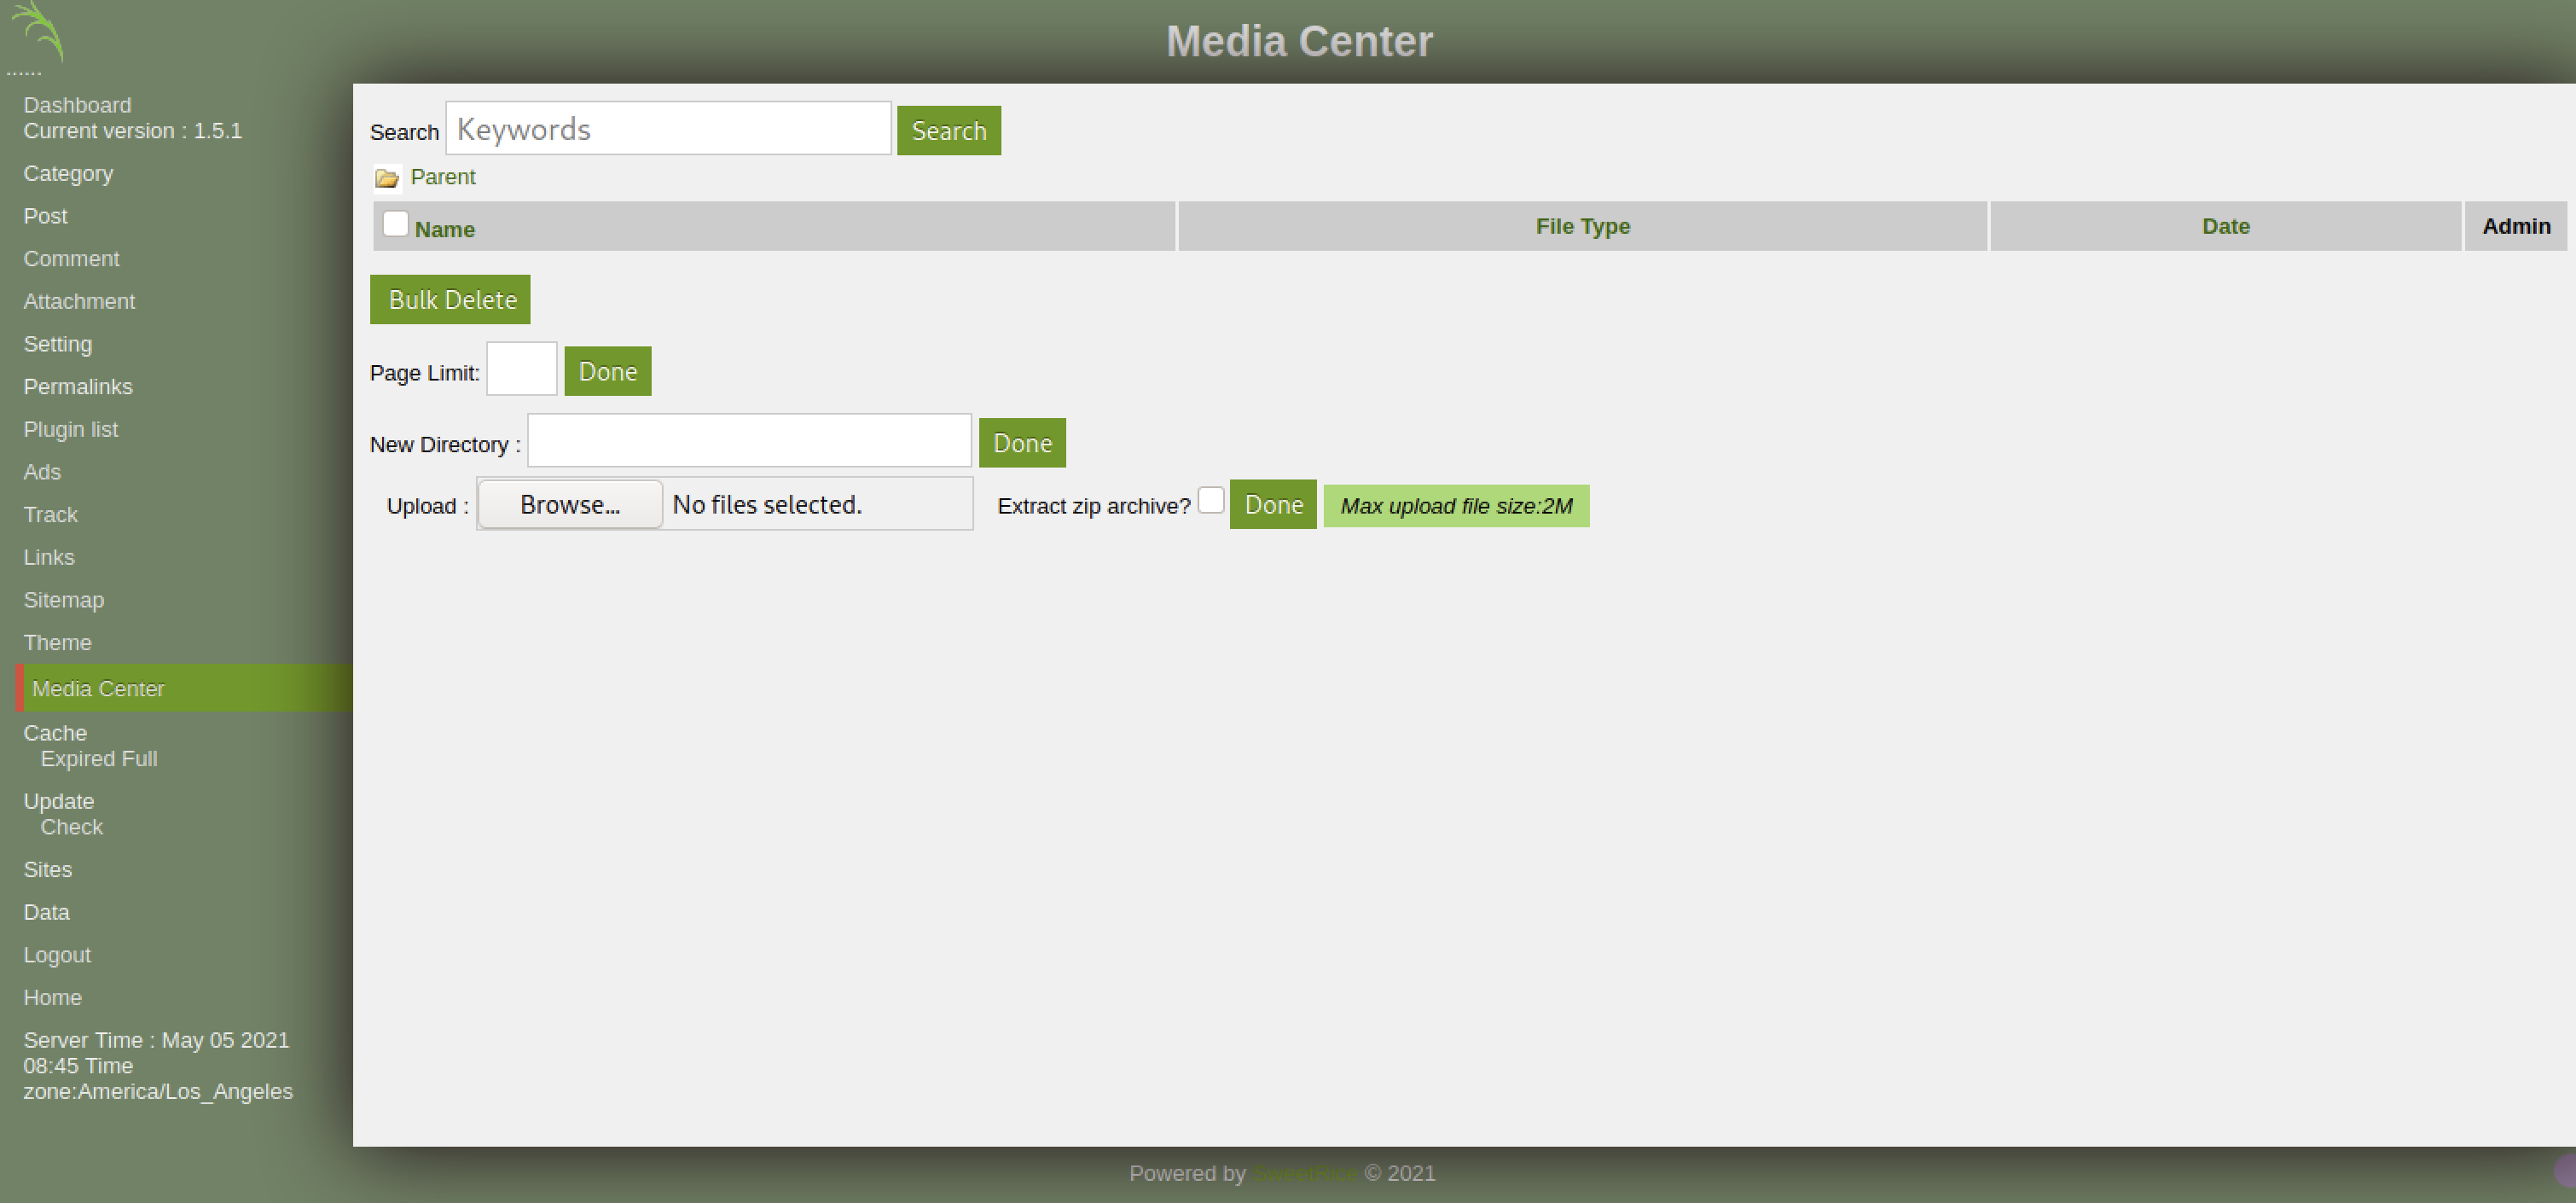 Media Center
......
Dashboard
Current version : 1.5.1
Category
Post
Comment
Attachment
Setting
Permalinks
Plugin list
Ads
Track
Links
Sitemap
Theme
Media Center
Cache
Expired Full
Update
Check
Sites
Data
Logout
Home
Server Time : May 05 2021
08:45 Time
zone:America/Los_Angeles
Search Keywords Search
Parent
Name File Type Date Admin
Bulk Delete
Page Limit: Done
New Directory : Done
Upload : Browse... No files selected. Extract zip archive? Done Max upload file size:2M
Powered by SweetRice © 2021